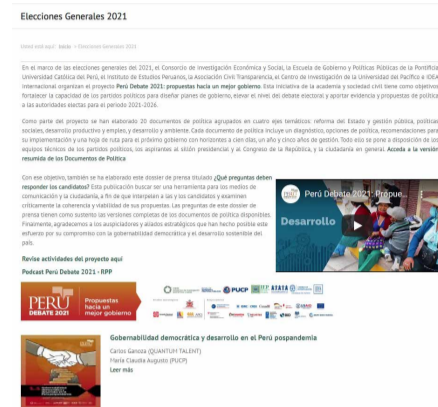 Elecciones Generales 2021
Usted está aquí: Inicio > Elecciones Generales 2021
En el marco de las elecciones generales del 2021, el Consorcio de Investigación Económica y Social, la Escuela de Gobierno y Políticas Públicas de la Pontificia
Universidad Católica del Perú, el Instituto de Estudios Peruanos, la Asociación Civil Transparencia, el Centro de Investigación de la Universidad del Pacífico e IDEA
Internacional organizan el proyecto Perú Debate 2021: propuestas hacia un mejor gobierno. Esta iniciativa de la academia y sociedad civil tiene como objetivos
fortalecer la capacidad de los partidos políticos para diseñar planes de gobierno, elevar el nivel del debate electoral y aportar evidencia y propuestas de política
a las autoridades electas para el periodo 2021-2026.
Como parte del proyecto se han elaborado 20 documentos de política agrupados en cuatro ejes temáticos: reforma del Estado y gestión pública, políticas
sociales, desarrollo productivo y empleo, y desarrollo y ambiente. Cada documento de política incluye un diagnóstico, opciones de política, recomendaciones para
su implementación y una hoja de ruta para el próximo gobierno con horizontes a cien días, un año y cinco años de gestión. Todo ello se pone a disposición de los
equipos técnicos de los partidos políticos, los aspirantes al sillón presidencial y al Congreso de la República, y la ciudadanía en general. Acceda a la versión
resumida de los Documentos de Política
Con ese objetivo, también se ha elaborado este dossier de prensa titulado ¿Qué preguntas deben
responder los candidatos? Esta publicación buscar ser una herramienta para los medios de
comunicación y la ciudadanía, a fin de que interpelen a las y los candidatos y examinen
críticamente la coherencia y viabilidad de sus propuestas. Las preguntas de este dossier de
prensa tienen como sustento las versiones completas de los documentos de política disponibles.
Finalmente, agradecemos a los auspiciadores y aliados estratégicos que han hecho posible este
esfuerzo por su compromiso con la gobernabilidad democrática y el desarrollo sostenible del
país.
Perú Debate 2021: Propue...
Desarrollo
Revise actividades del proyecto aquí
Podcast Perú Debate 2021 - RPP
PERÚ
DEBATE 2021
Propuestas
hacia un
mejor gobierno
PUCP
Gobernabilidad democrática y desarrollo en el Perú pospandemia
Carlos Ganoza (QUANTUM TALENT)
María Claudia Augusto (PUCP)
Leer más